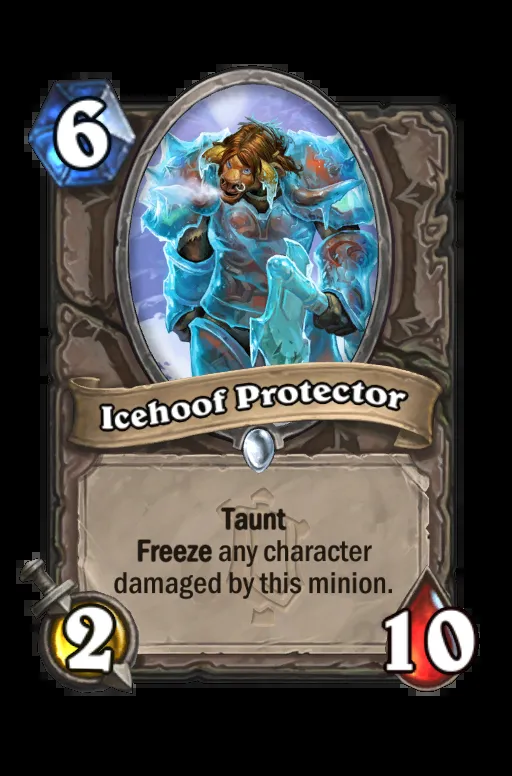 6
Icehoof Protector
Taunt
Freeze any character
damaged by this minion.
2
10